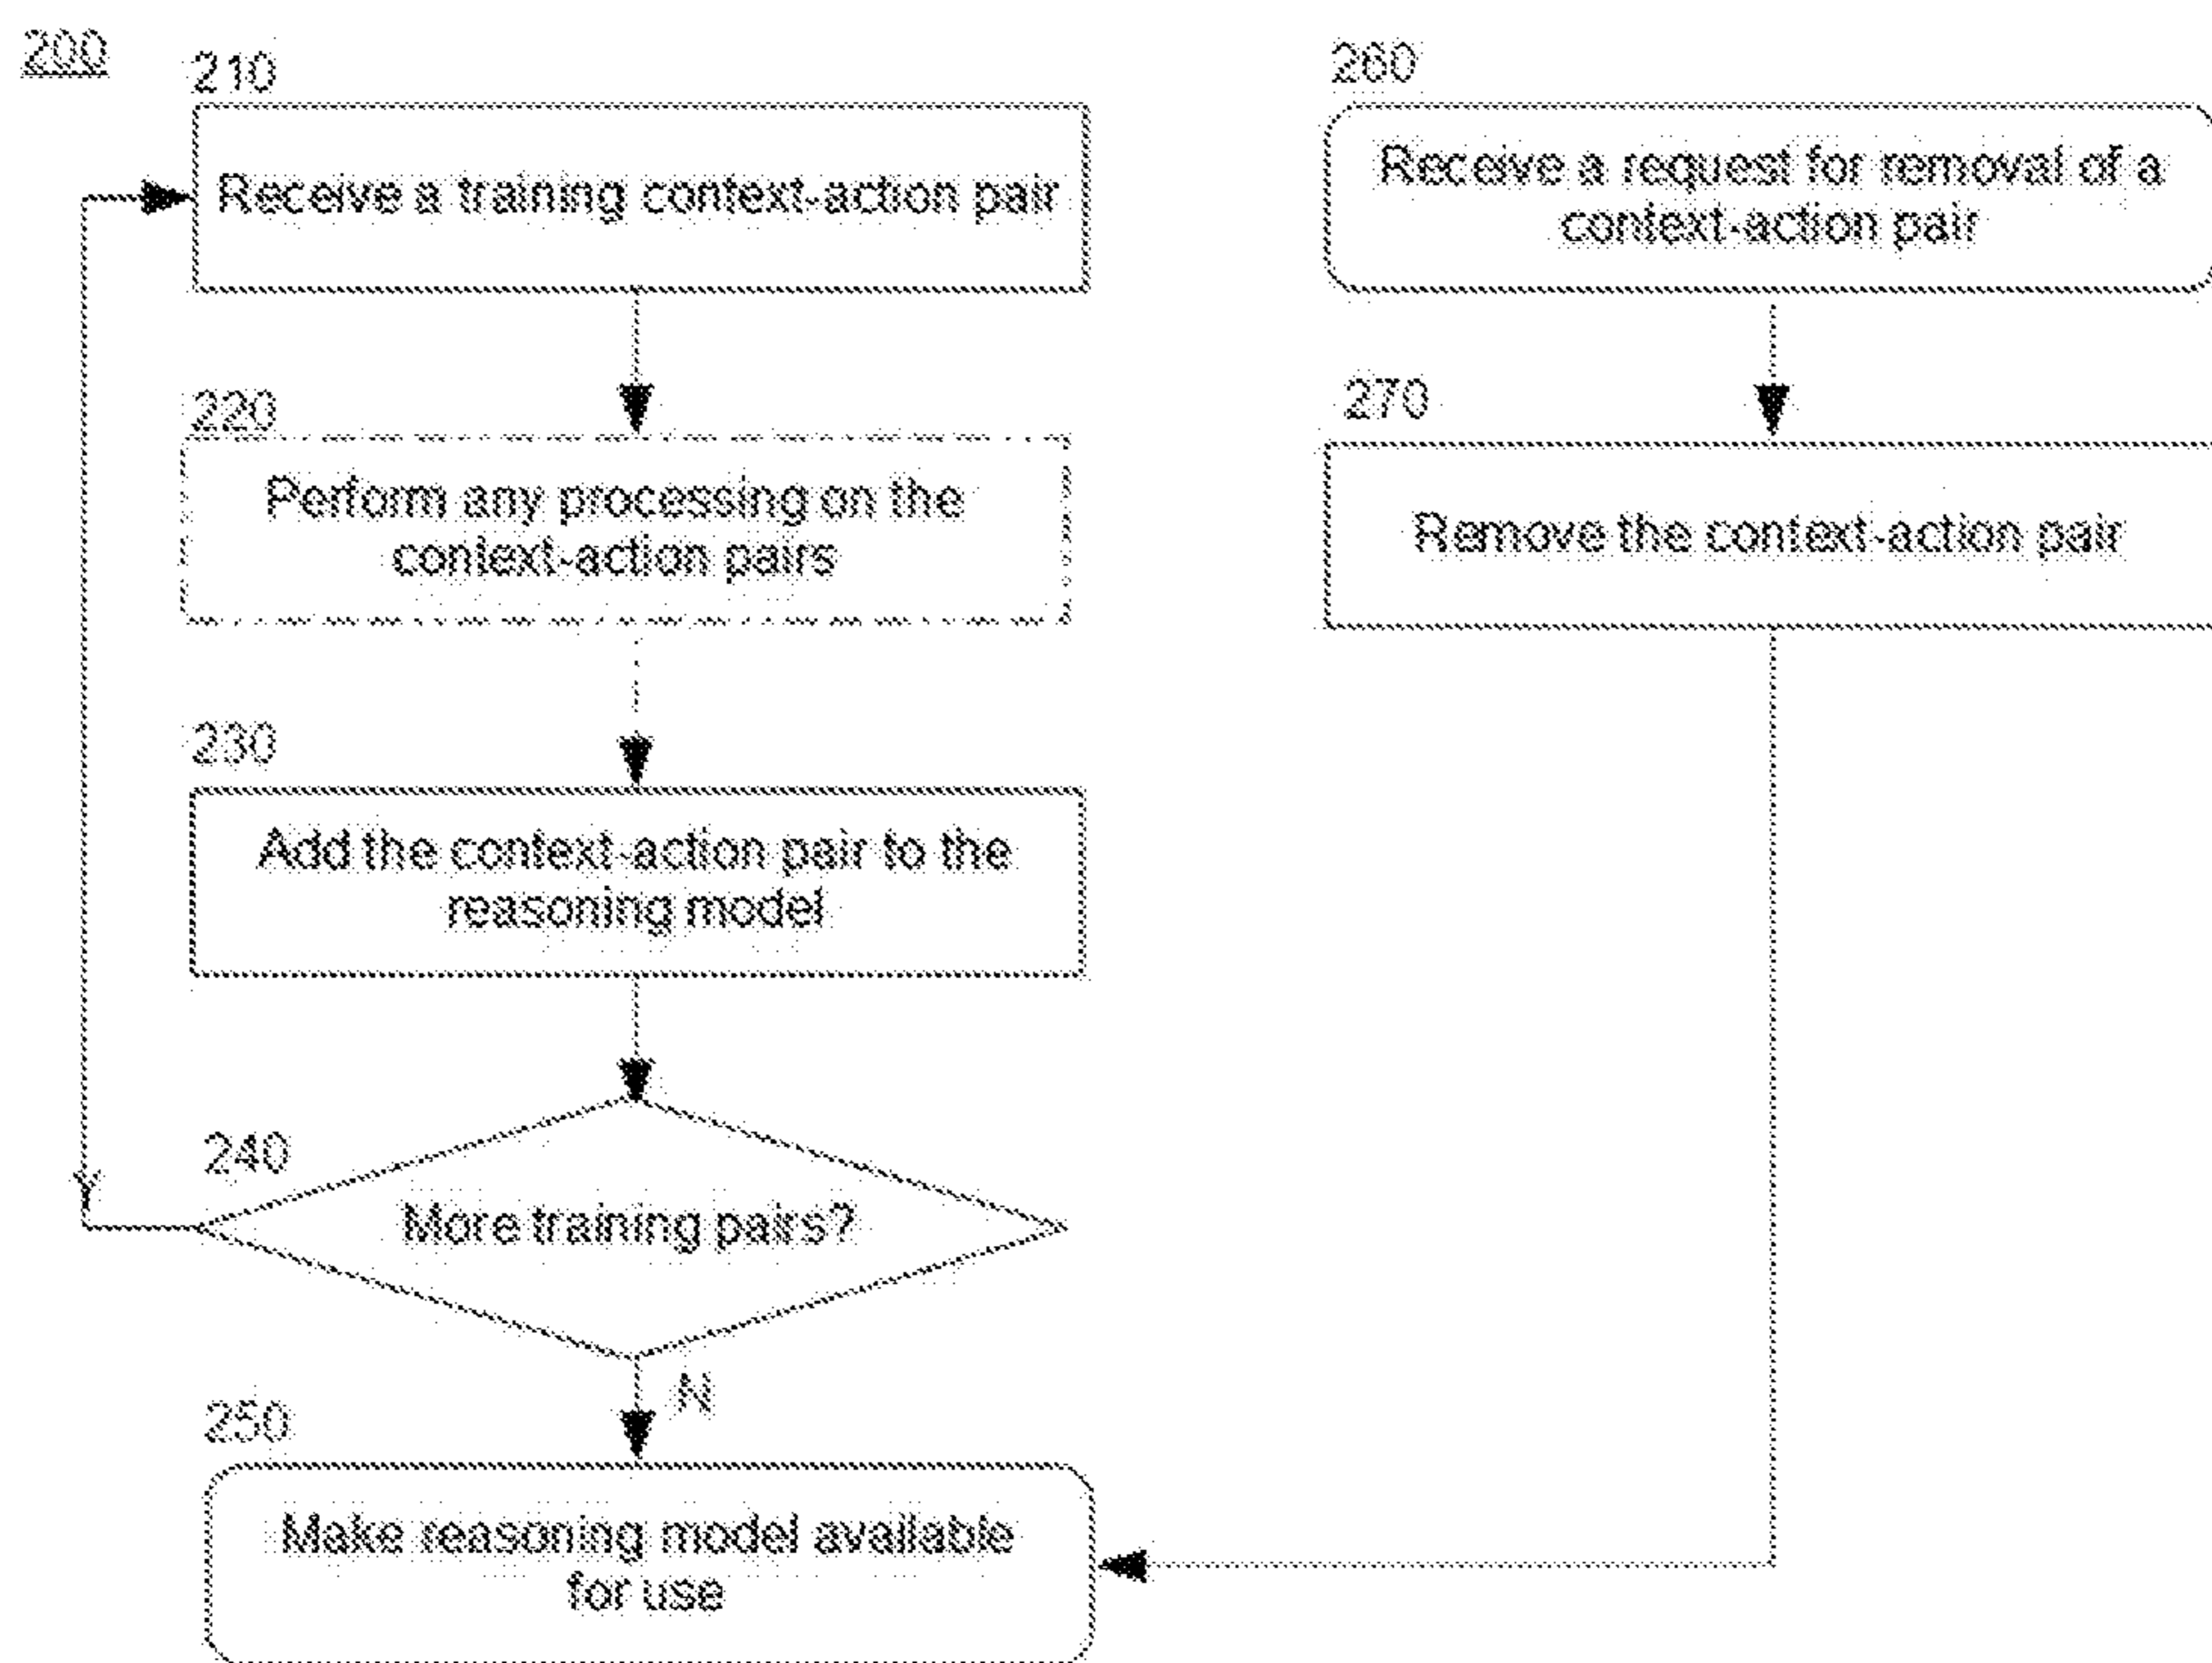 200
210
Receive a training context-action pair
220
Perform any processing on the
context-action pairs
230
Add the context-action pair to the
reasoning model
240
More training pairs?
Y
N
250
Make reasoning model available
for use
260
Receive a request for removal of a
context-action pair
270
Remove the context-action pair